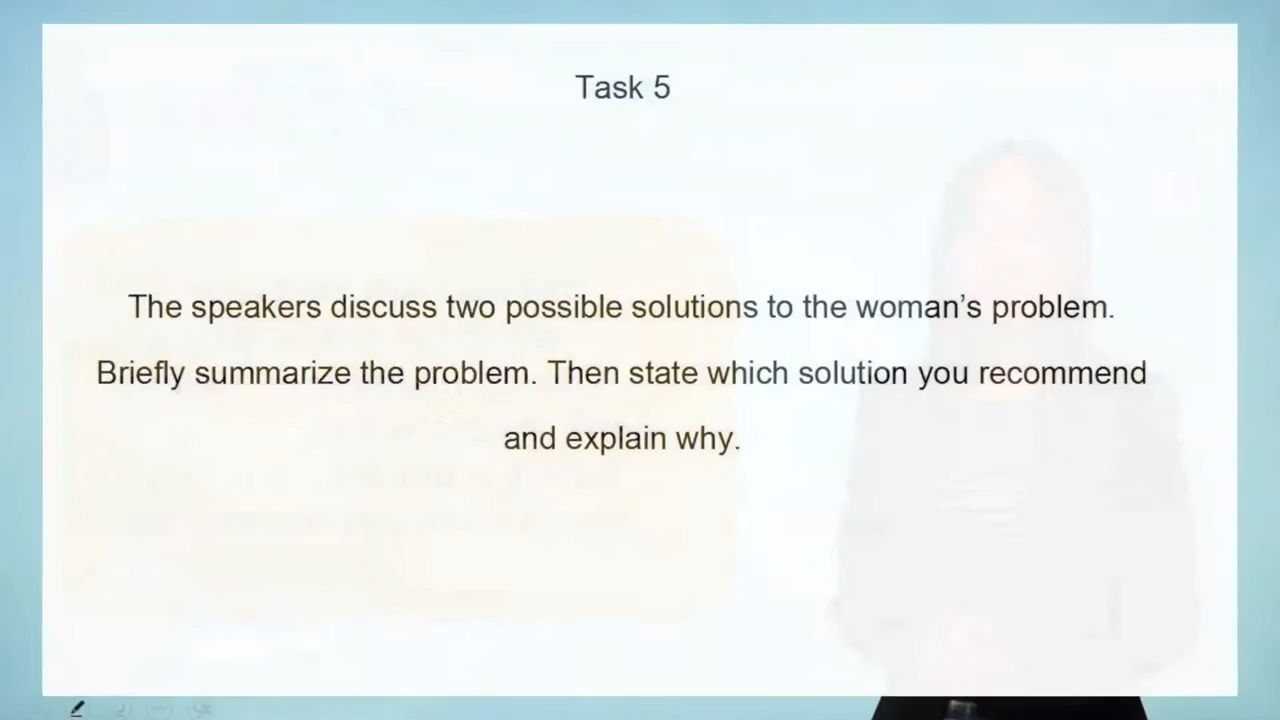 Task 5
The speakers discuss two possible solutions to the woman’s problem.
Briefly summarize the problem. Then state which solution you recommend
and explain why.